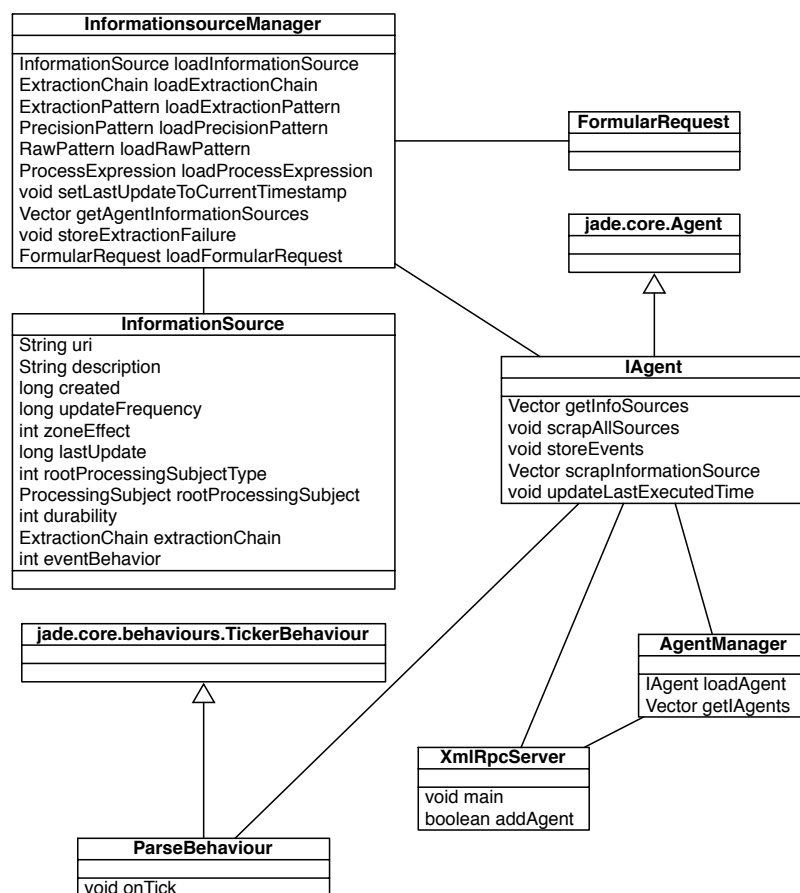 InformationsourceManager
InformationSource loadInformationSource
ExtractionChain loadExtractionChain
ExtractionPattern loadExtractionPattern
PrecisionPattern loadPrecisionPattern
RawPattern loadRawPattern
ProcessExpression loadProcessExpression
void setLastUpdateToCurrentTimestamp
Vector getAgentInformationSources
void storeExtractionFailure
FormularRequest loadFormularRequest
FormularRequest
jade.core.Agent
InformationSource
String uri
String description
long created
long updateFrequency
int zoneEffect
long lastUpdate
int rootProcessingSubjectType
ProcessingSubject rootProcessingSubject
int durability
ExtractionChain extractionChain
int eventBehavior
IAgent
Vector getInfoSources
void scrapAllSources
void storeEvents
Vector scrapInformationSource
void updateLastExecutedTime
jade.core.behaviours.TickerBehaviour
AgentManager
IAgent loadAgent
Vector getIAgents
XmlRpcServer
void main
boolean addAgent
ParseBehaviour
void onTick